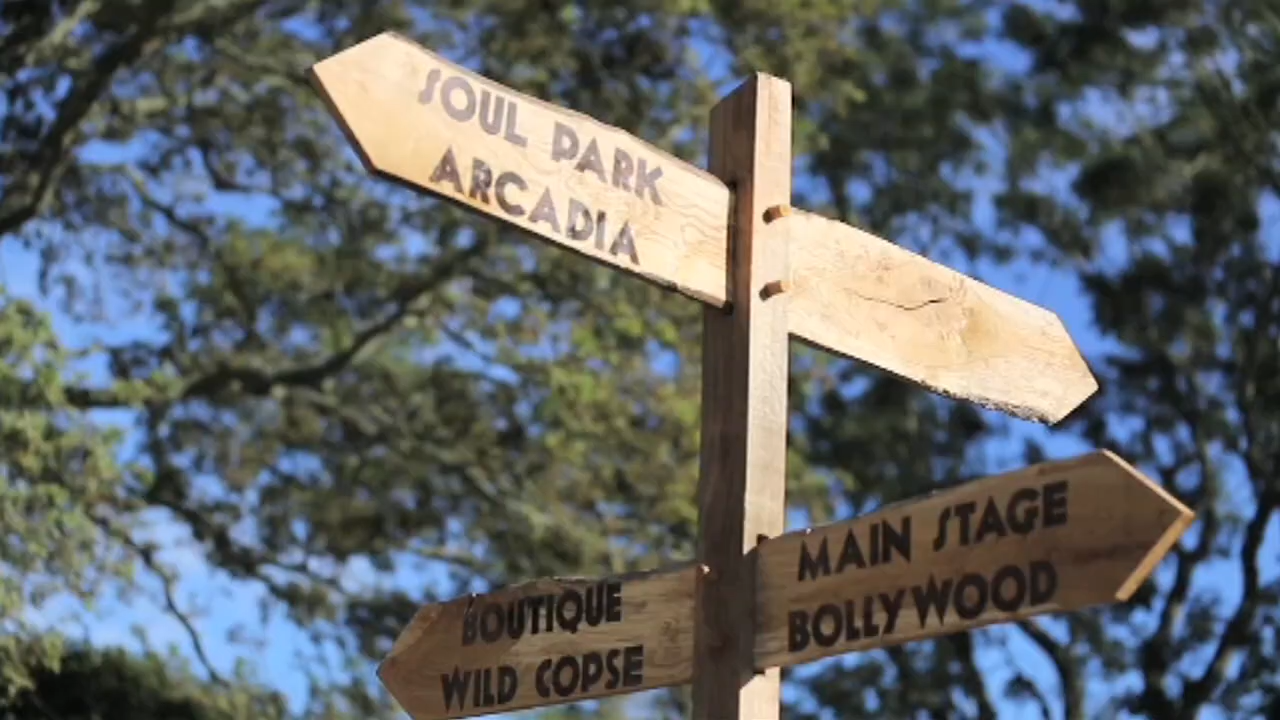 SOUL PARK
ARCADIA
MAIN STAGE
BOLLYWOOD
BOUTIQUE
WILD COPSE